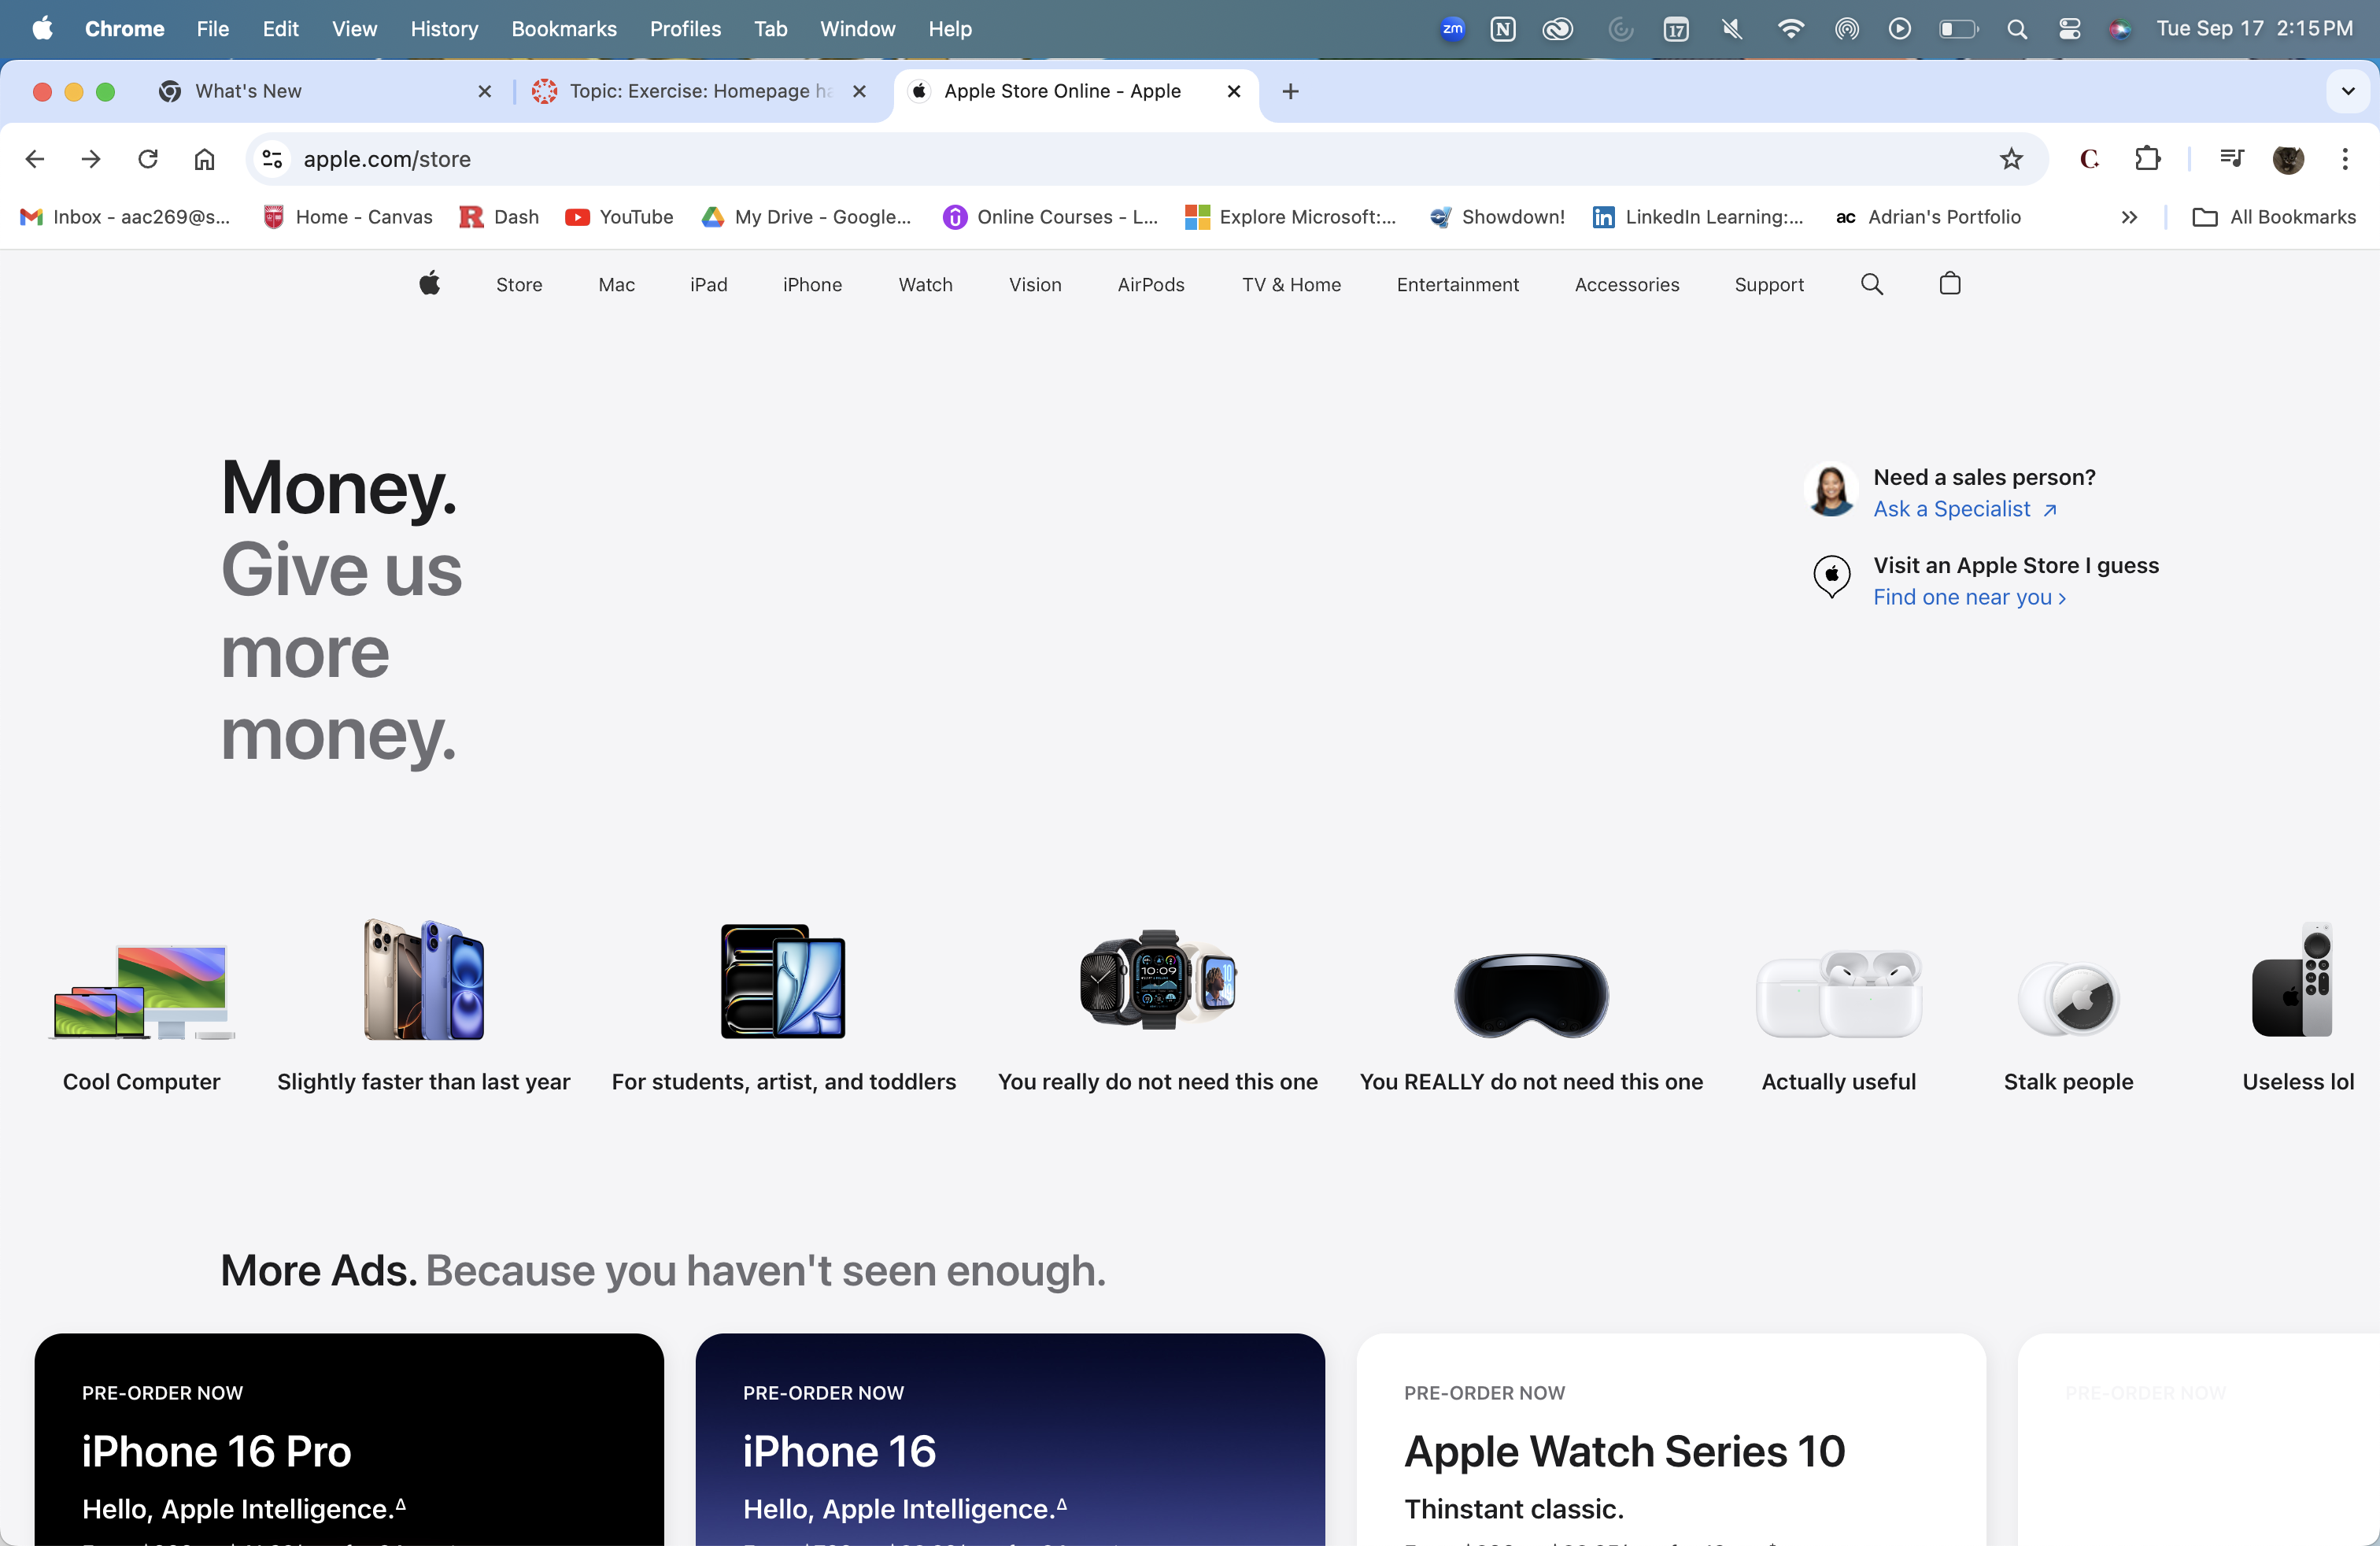 Chrome File Edit View History Bookmarks Profiles Tab Window Help zm 17 Tue Sep 17 2:15 PM
What's New Topic: Exercise: Homepage ha Apple Store Online - Apple
apple.com/store
Inbox - aac269@s... Home - Canvas Dash YouTube My Drive - Google... Online Courses - L... Explore Microsoft:... Showdown! LinkedIn Learning:... ac Adrian's Portfolio All Bookmarks
Store Mac iPad iPhone Watch Vision AirPods TV & Home Entertainment Accessories Support
Money.
Give us
more
money.
Need a sales person?
Ask a Specialist
Visit an Apple Store I guess
Find one near you
Cool Computer Slightly faster than last year For students, artist, and toddlers You really do not need this one You REALLY do not need this one Actually useful Stalk people Useless lol
More Ads. Because you haven't seen enough.
PRE-ORDER NOW
iPhone 16 Pro
Hello, Apple Intelligence.Δ
PRE-ORDER NOW
iPhone 16
Hello, Apple Intelligence.Δ
PRE-ORDER NOW
Apple Watch Series 10
Thinstant classic.
PRE-ORDER NOW